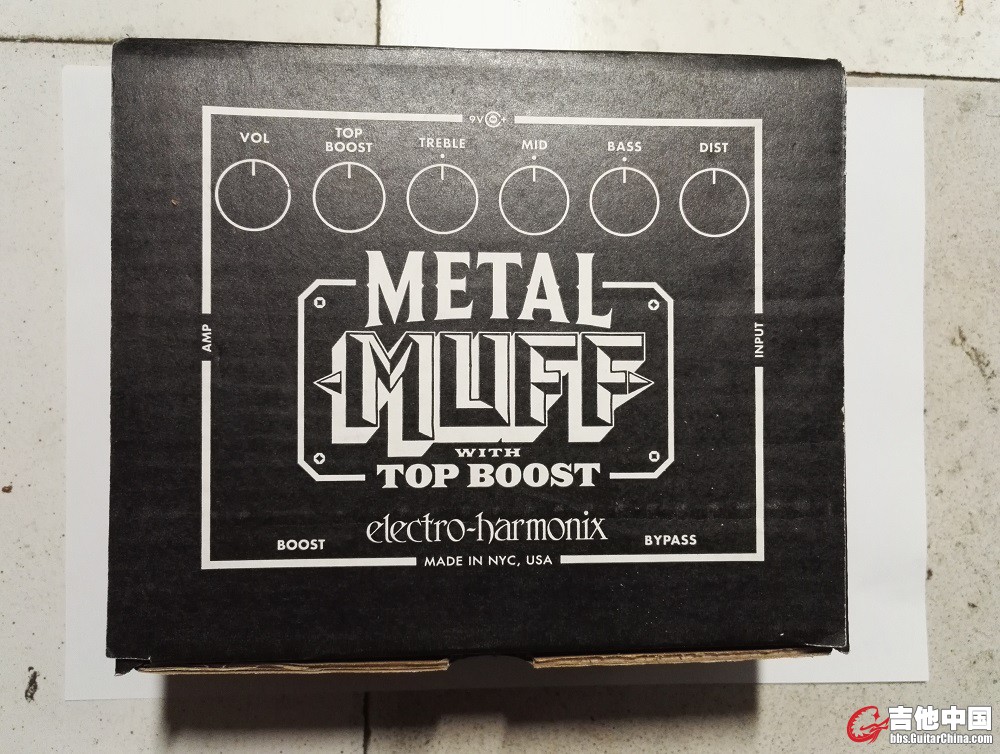 9V +
VOL
TOP
BOOST
TREBLE
MID
BASS
DIST
AMP
INPUT
METAL
MUFF
WITH
TOP BOOST
electro-harmonix
BOOST
BYPASS
MADE IN NYC, USA
吉他中国
bbs.GuitarChina.com